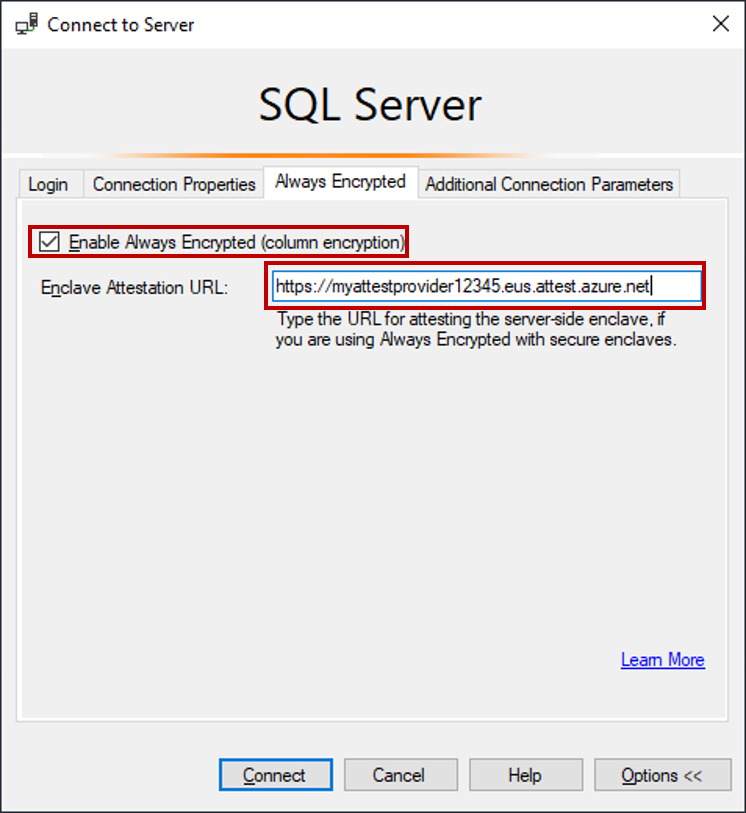 Connect to Server
SQL Server
Login
Connection Properties
Always Encrypted
Additional Connection Parameters
Enable Always Encrypted (column encryption)
Enclave Attestation URL:
https://myattestprovider12345.eus.attest.azure.net
Type the URL for attesting the server-side enclave, if
you are using Always Encrypted with secure enclaves.
Learn More
Connect
Cancel
Help
Options <<